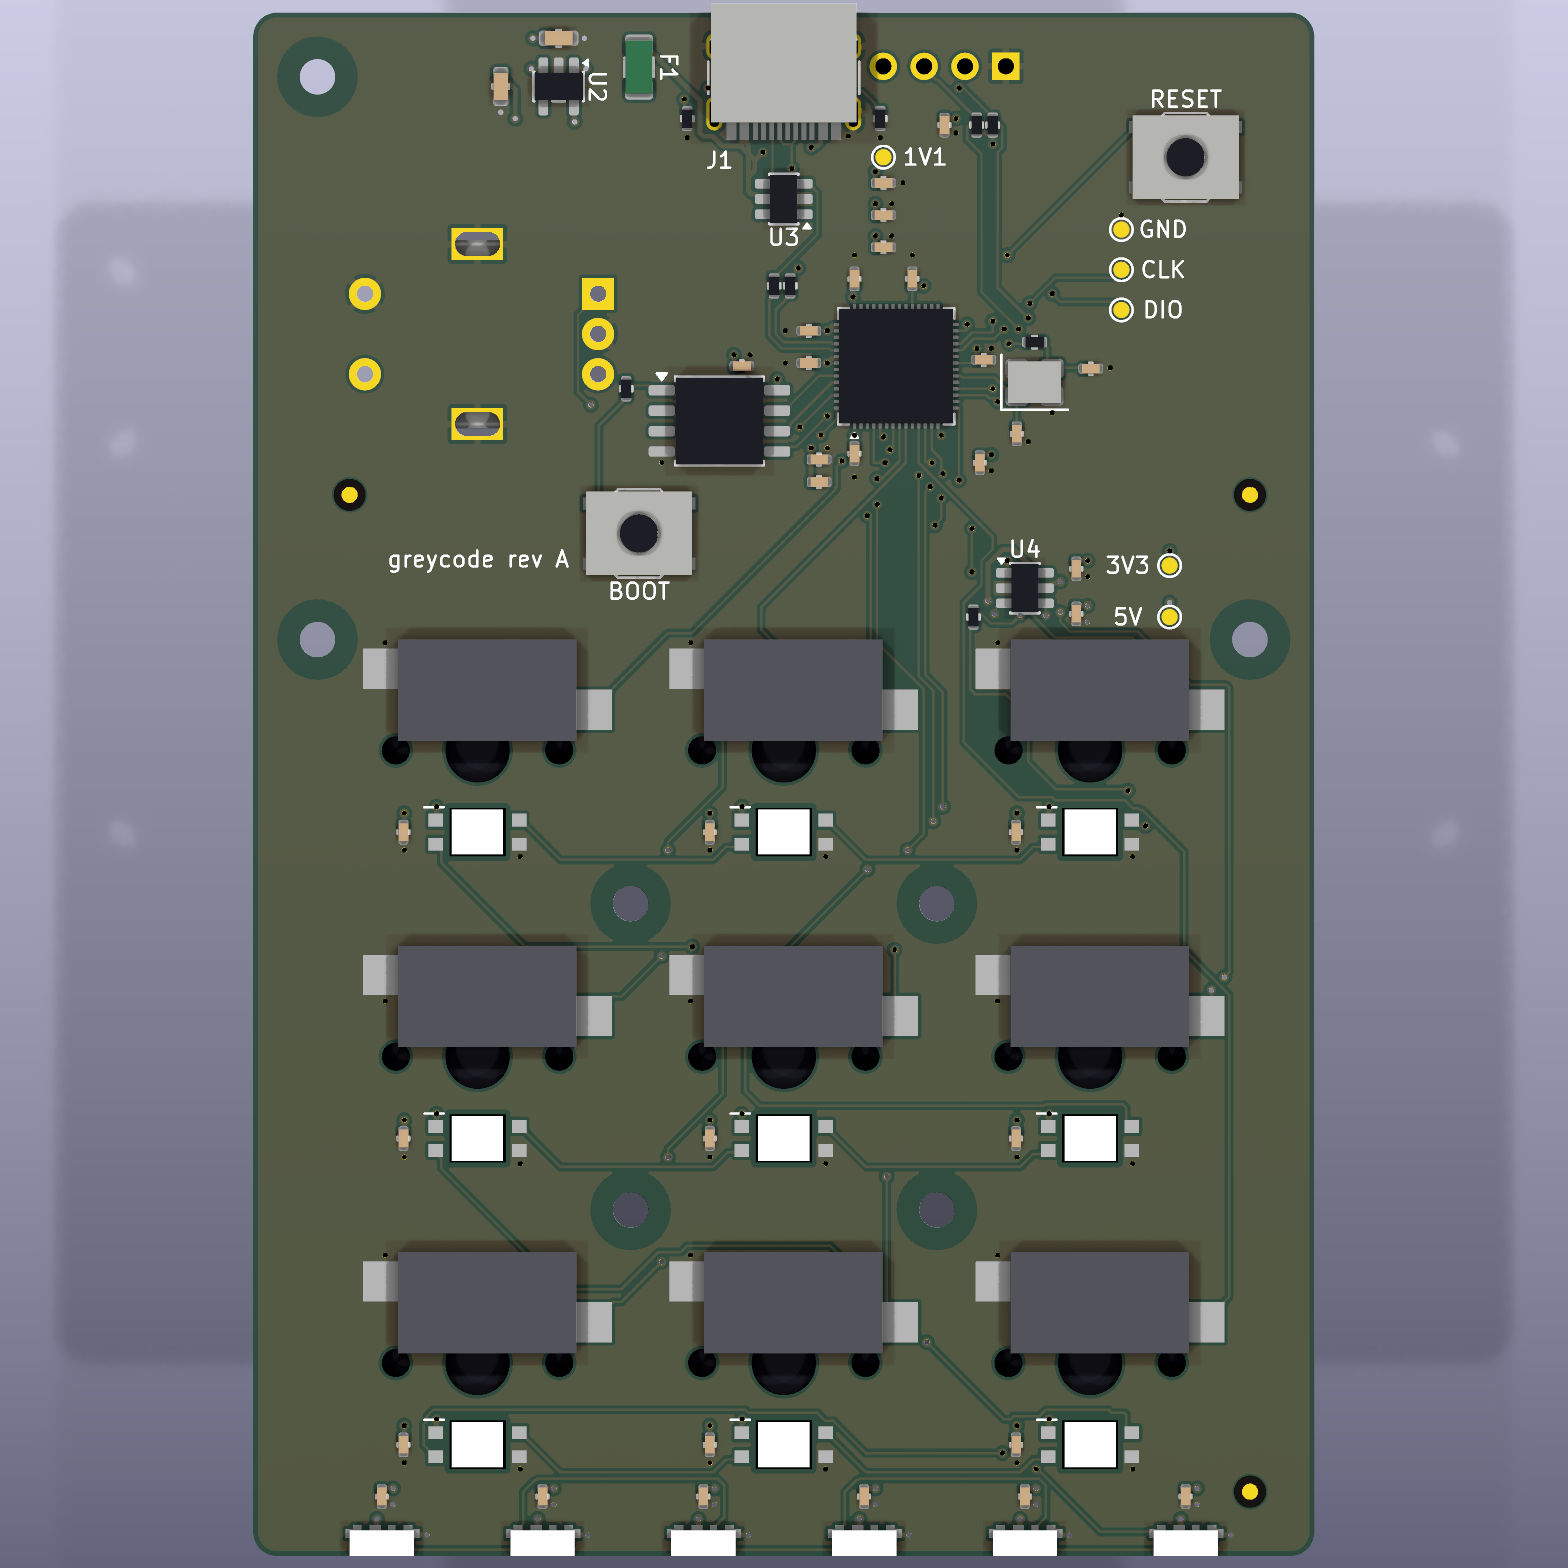 F1
U2
RESET
J1
1V1
GND
U3
CLK
DIO
U4
greycode rev A
3V3
BOOT
5V